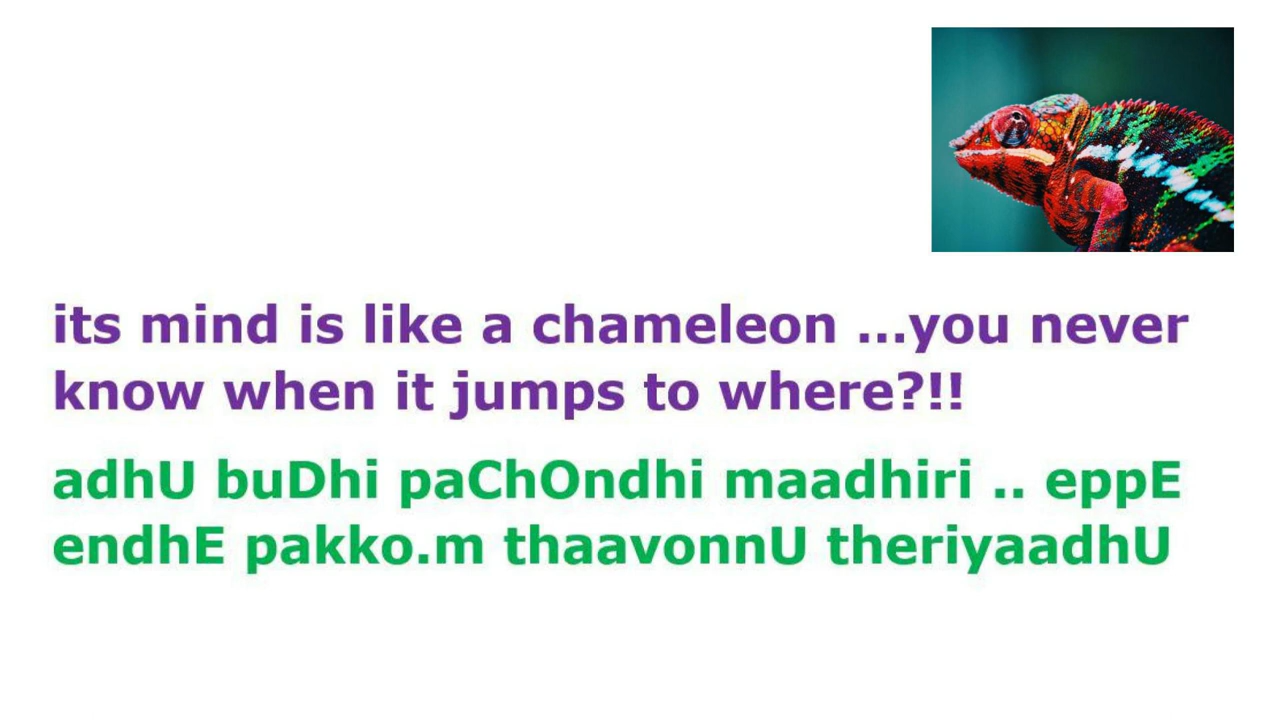 its mind is like a chameleon ...you never
know when it jumps to where?!!
adhU buDhi paChOndhi maadhiri .. eppE
endhE pakko.m thaavonnU theriyaadhU